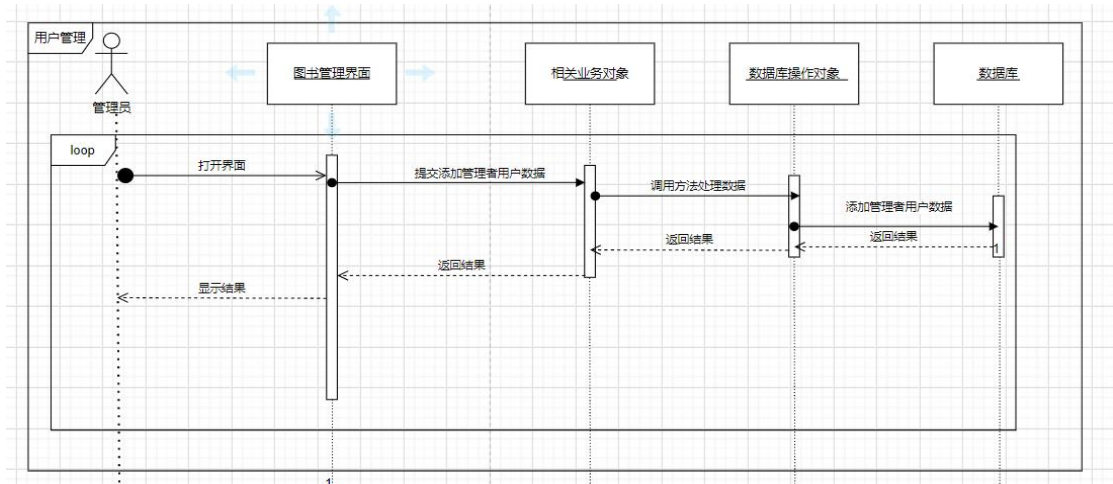 用户管理
管理员
图书管理界面
相关业务对象
数据库操作对象
数据库
loop
打开界面
提交添加管理者用户数据
调用方法处理数据
添加管理者用户数据
返回结果
返回结果
1
返回结果
显示结果
1